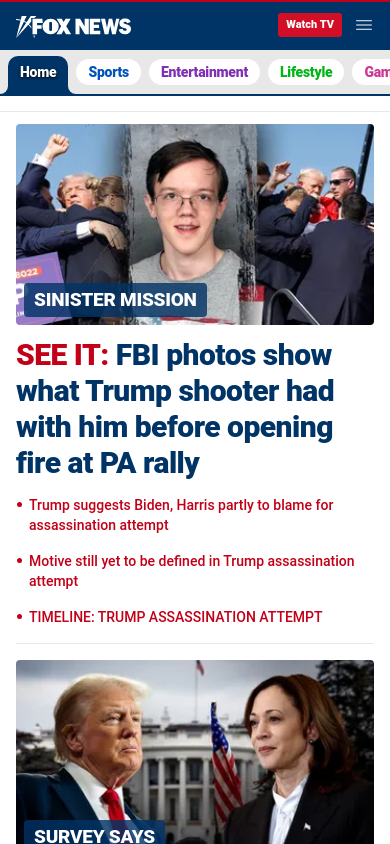 FOX NEWS
Watch TV
Home
Sports
Entertainment
Lifestyle
Gam
8022
SINISTER MISSION
SEE IT: FBI photos show
what Trump shooter had
with him before opening
fire at PA rally
• Trump suggests Biden, Harris partly to blame for
assassination attempt
• Motive still yet to be defined in Trump assassination
attempt
• TIMELINE: TRUMP ASSASSINATION ATTEMPT
SURVEY SAYS